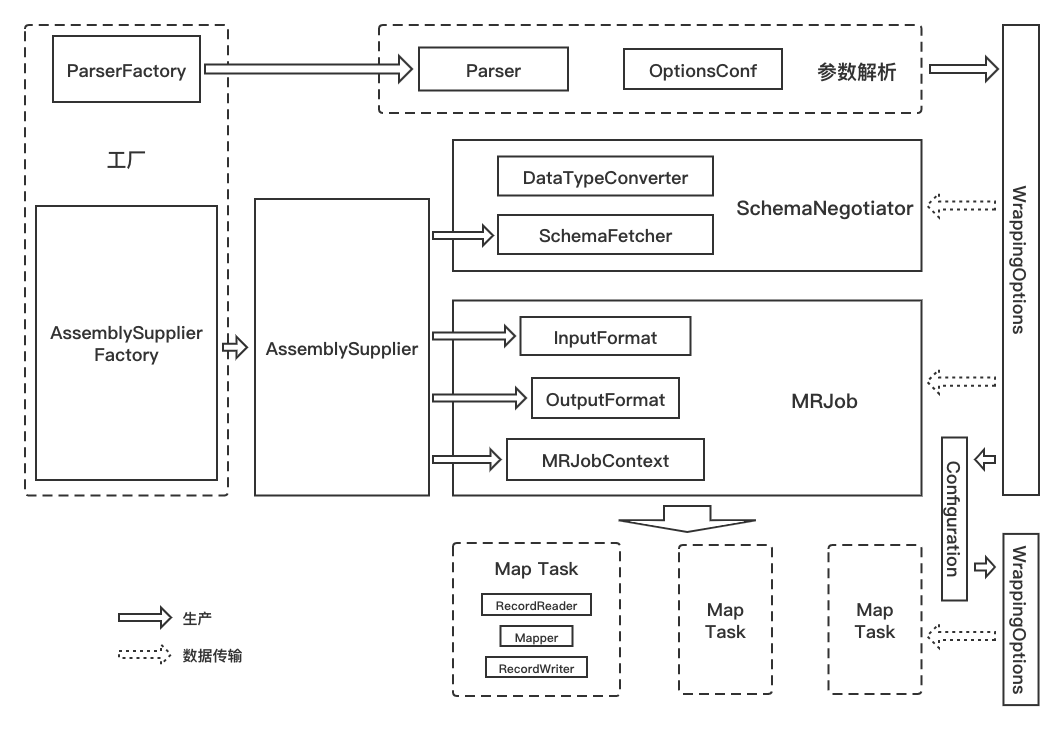 ParserFactory
Parser
OptionsConf
参数解析
工厂
DataTypeConverter
SchemaNegotiator
SchemaFetcher
WrappingOptions
AssemblySupplier
Factory
AssemblySupplier
InputFormat
OutputFormat
MRJob
MRJobContext
Configuration
Map Task
RecordReader
Mapper
RecordWriter
Map
Task
Map
Task
WrappingOptions
生产
数据传输